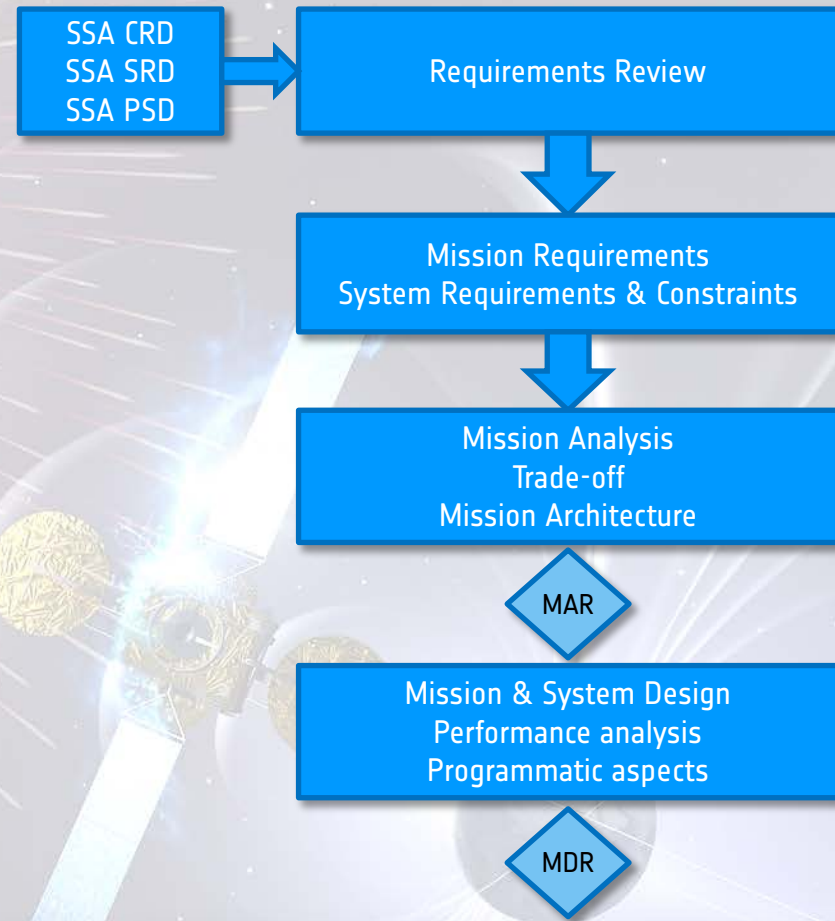 SSA CRD
SSA SRD
SSA PSD
Requirements Review
Mission Requirements
System Requirements & Constraints
Mission Analysis
Trade-off
Mission Architecture
MAR
Mission & System Design
Performance analysis
Programmatic aspects
MDR